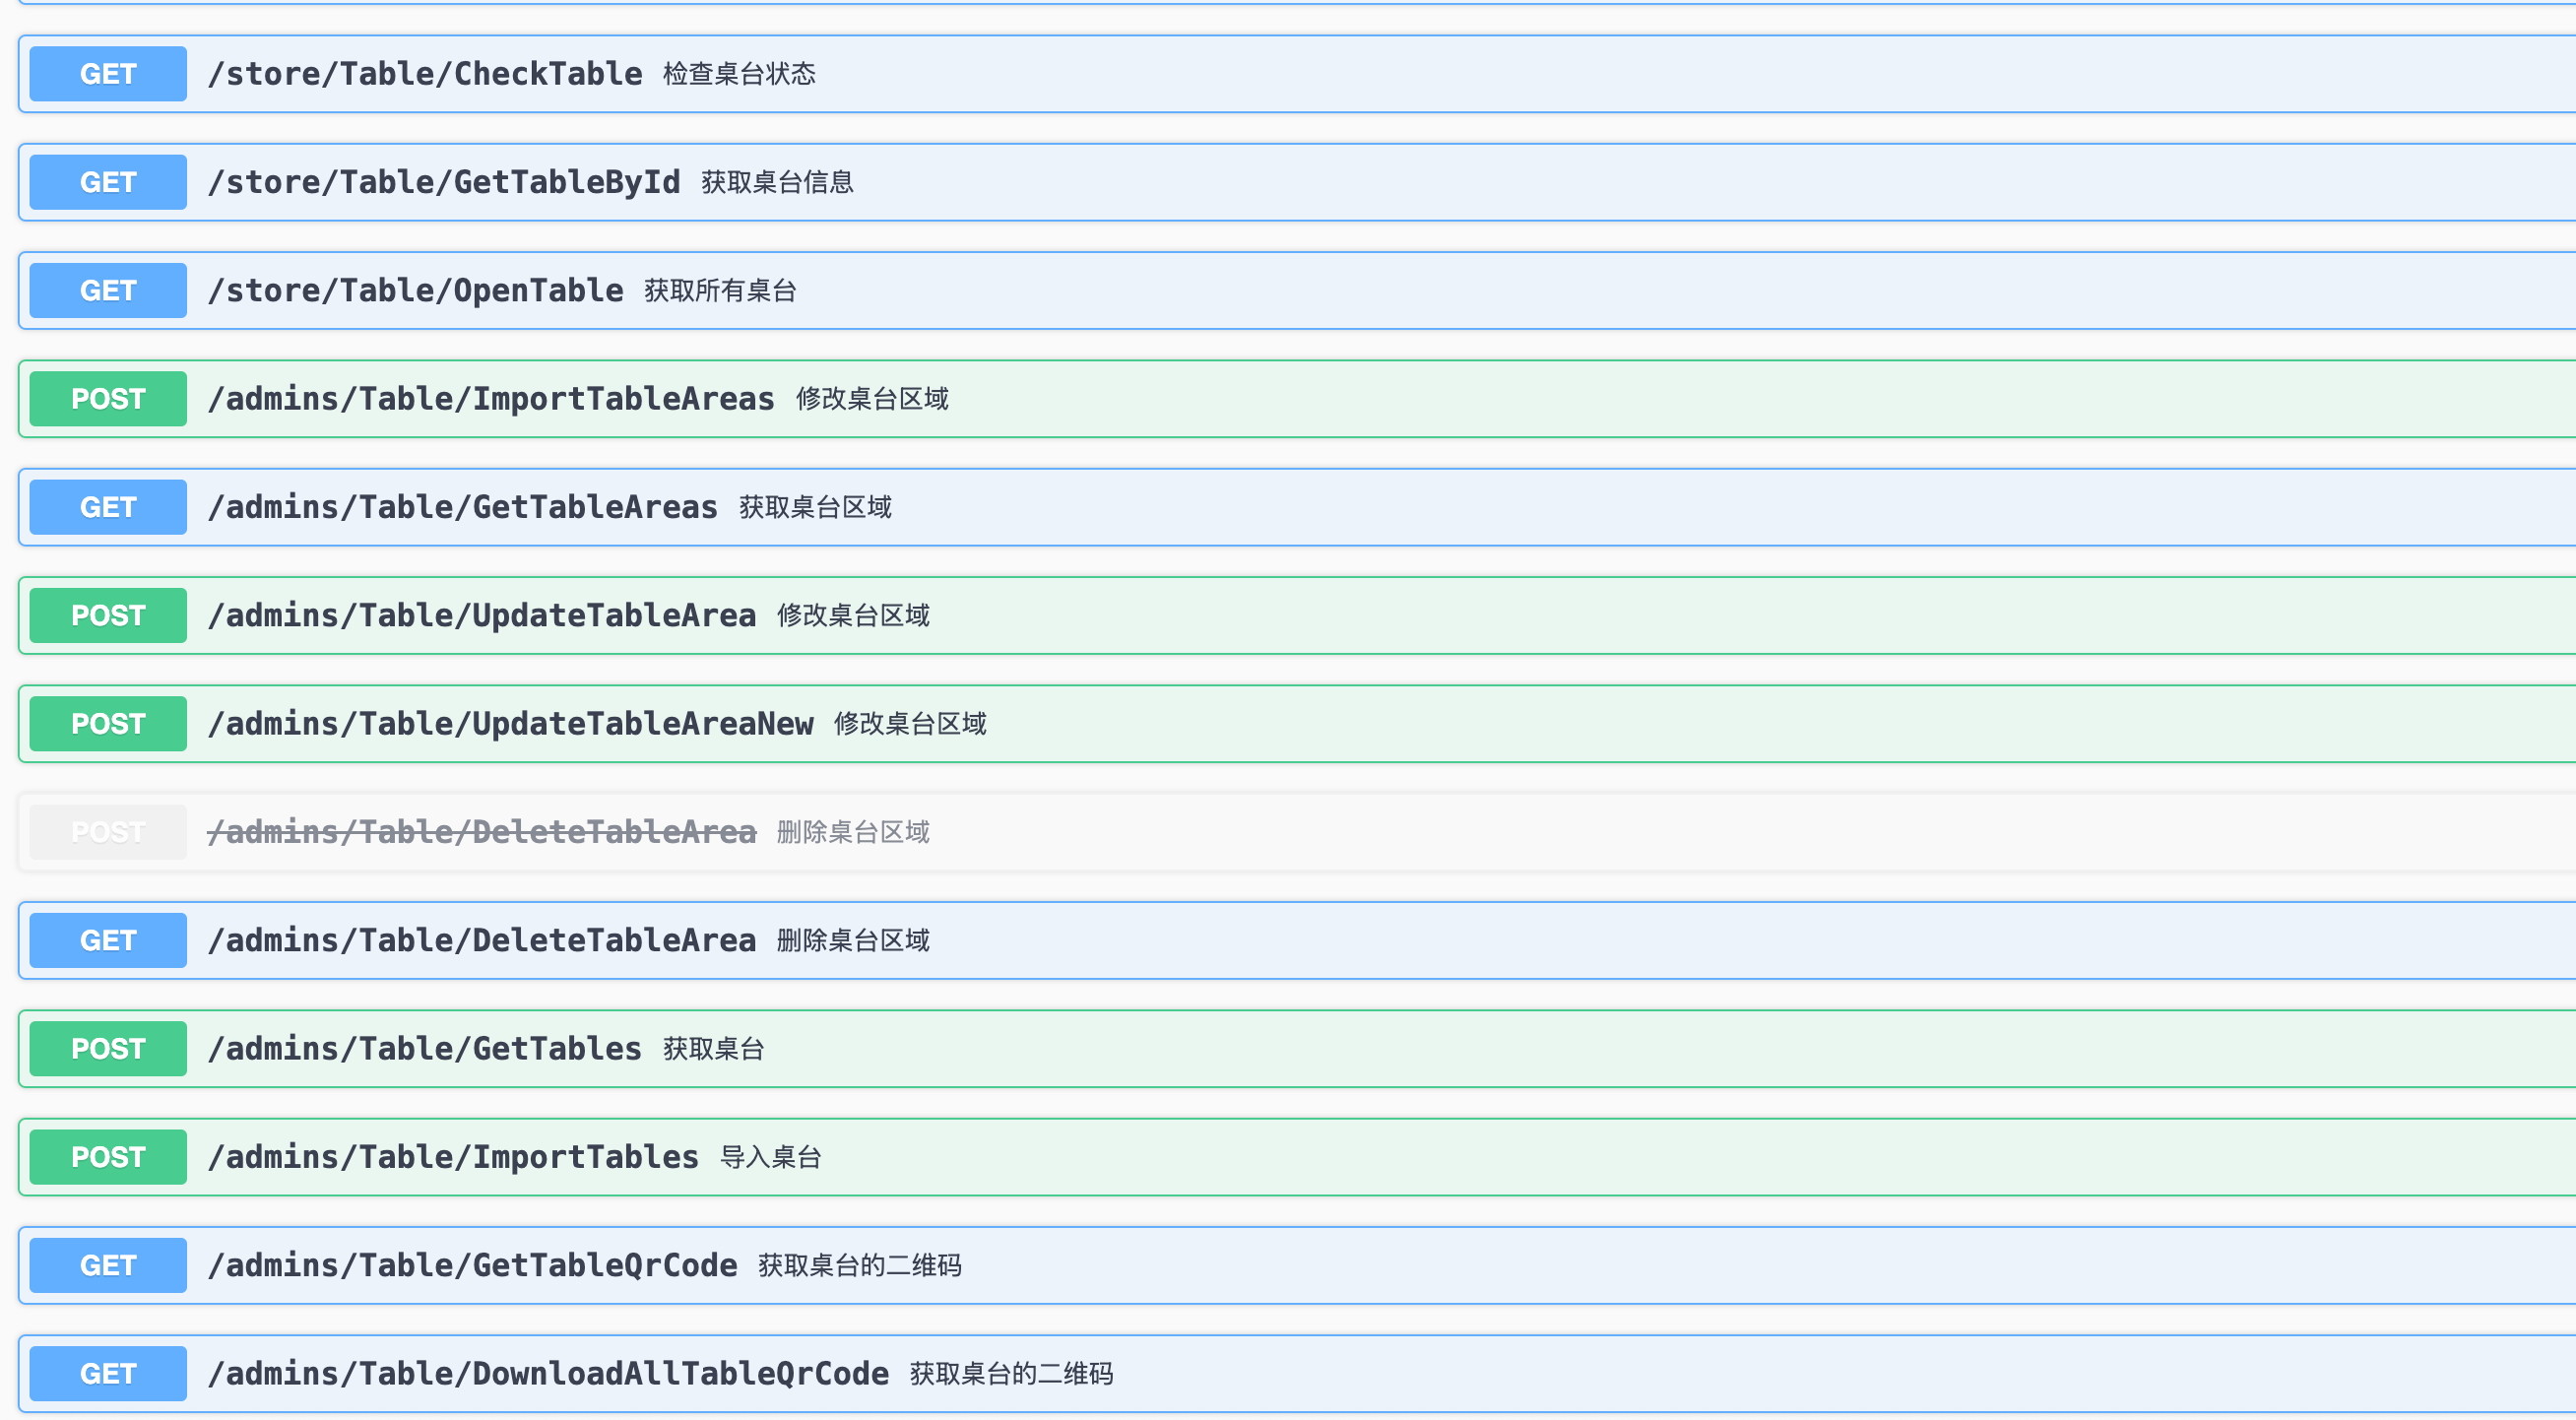 GET /store/Table/CheckTable 检查桌台状态
GET /store/Table/GetTableById 获取桌台信息
GET /store/Table/OpenTable 获取所有桌台
POST /admins/Table/ImportTableAreas 修改桌台区域
GET /admins/Table/GetTableAreas 获取桌台区域
POST /admins/Table/UpdateTableArea 修改桌台区域
POST /admins/Table/UpdateTableAreaNew 修改桌台区域
POST /admins/Table/DeleteTableArea 删除桌台区域
GET /admins/Table/DeleteTableArea 删除桌台区域
POST /admins/Table/GetTables 获取桌台
POST /admins/Table/ImportTables 导入桌台
GET /admins/Table/GetTableQrCode 获取桌台的二维码
GET /admins/Table/DownloadAllTableQrCode 获取桌台的二维码